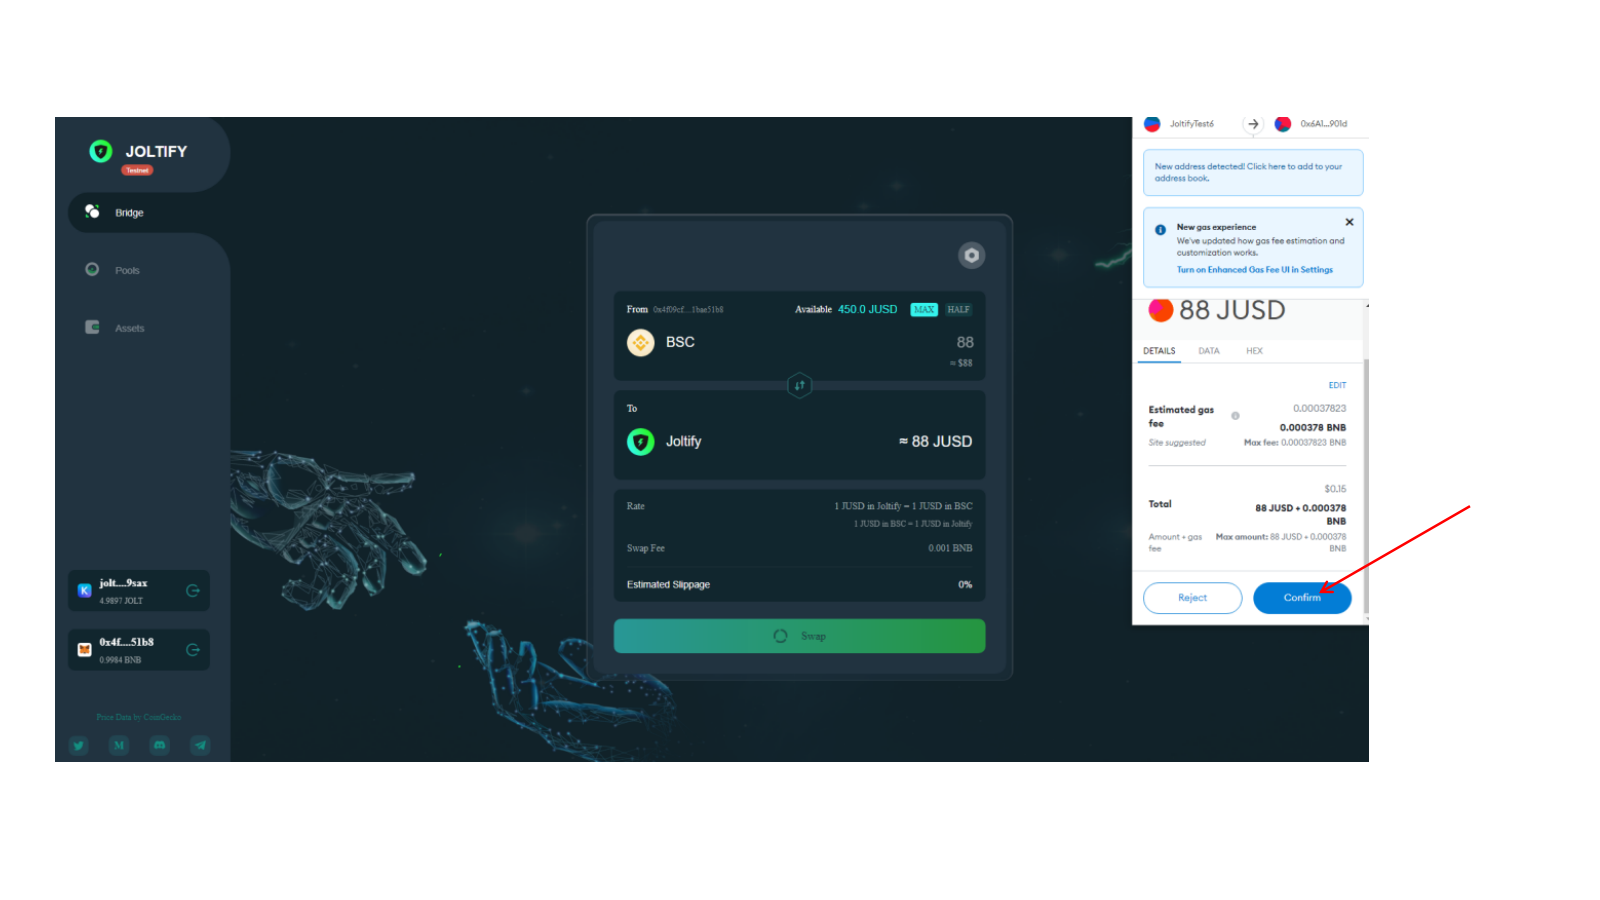 JOLTIFY
Testnet
Bridge
Pools
Assets
jolt....9sax
4.9897 JOLT
0x4f....51b8
0.9984 BNB
Price Data by CoinGecko
From 0x4f09cf....1bae51b8 Available 450.0 JUSD MAX HALF
BSC 88
≈ $88
To
Joltify ≈ 88 JUSD
Rate 1 JUSD in Joltify = 1 JUSD in BSC
1 JUSD in BSC = 1 JUSD in Joltify
Swap Fee 0.001 BNB
Estimated Slippage 0%
Swap
JoltifyTest6 0x6A1...901d
New address detected! Click here to add to your
address book.
New gas experience
We've updated how gas fee estimation and
customization works.
Turn on Enhanced Gas Fee UI in Settings
88 JUSD
DETAILS DATA HEX
EDIT
Estimated gas 0.00037823
fee 0.000378 BNB
Site suggested Max fee: 0.00037823 BNB
$0.15
Total 88 JUSD + 0.000378
BNB
Amount + gas Max amount: 88 JUSD + 0.000378
fee BNB
Reject Confirm